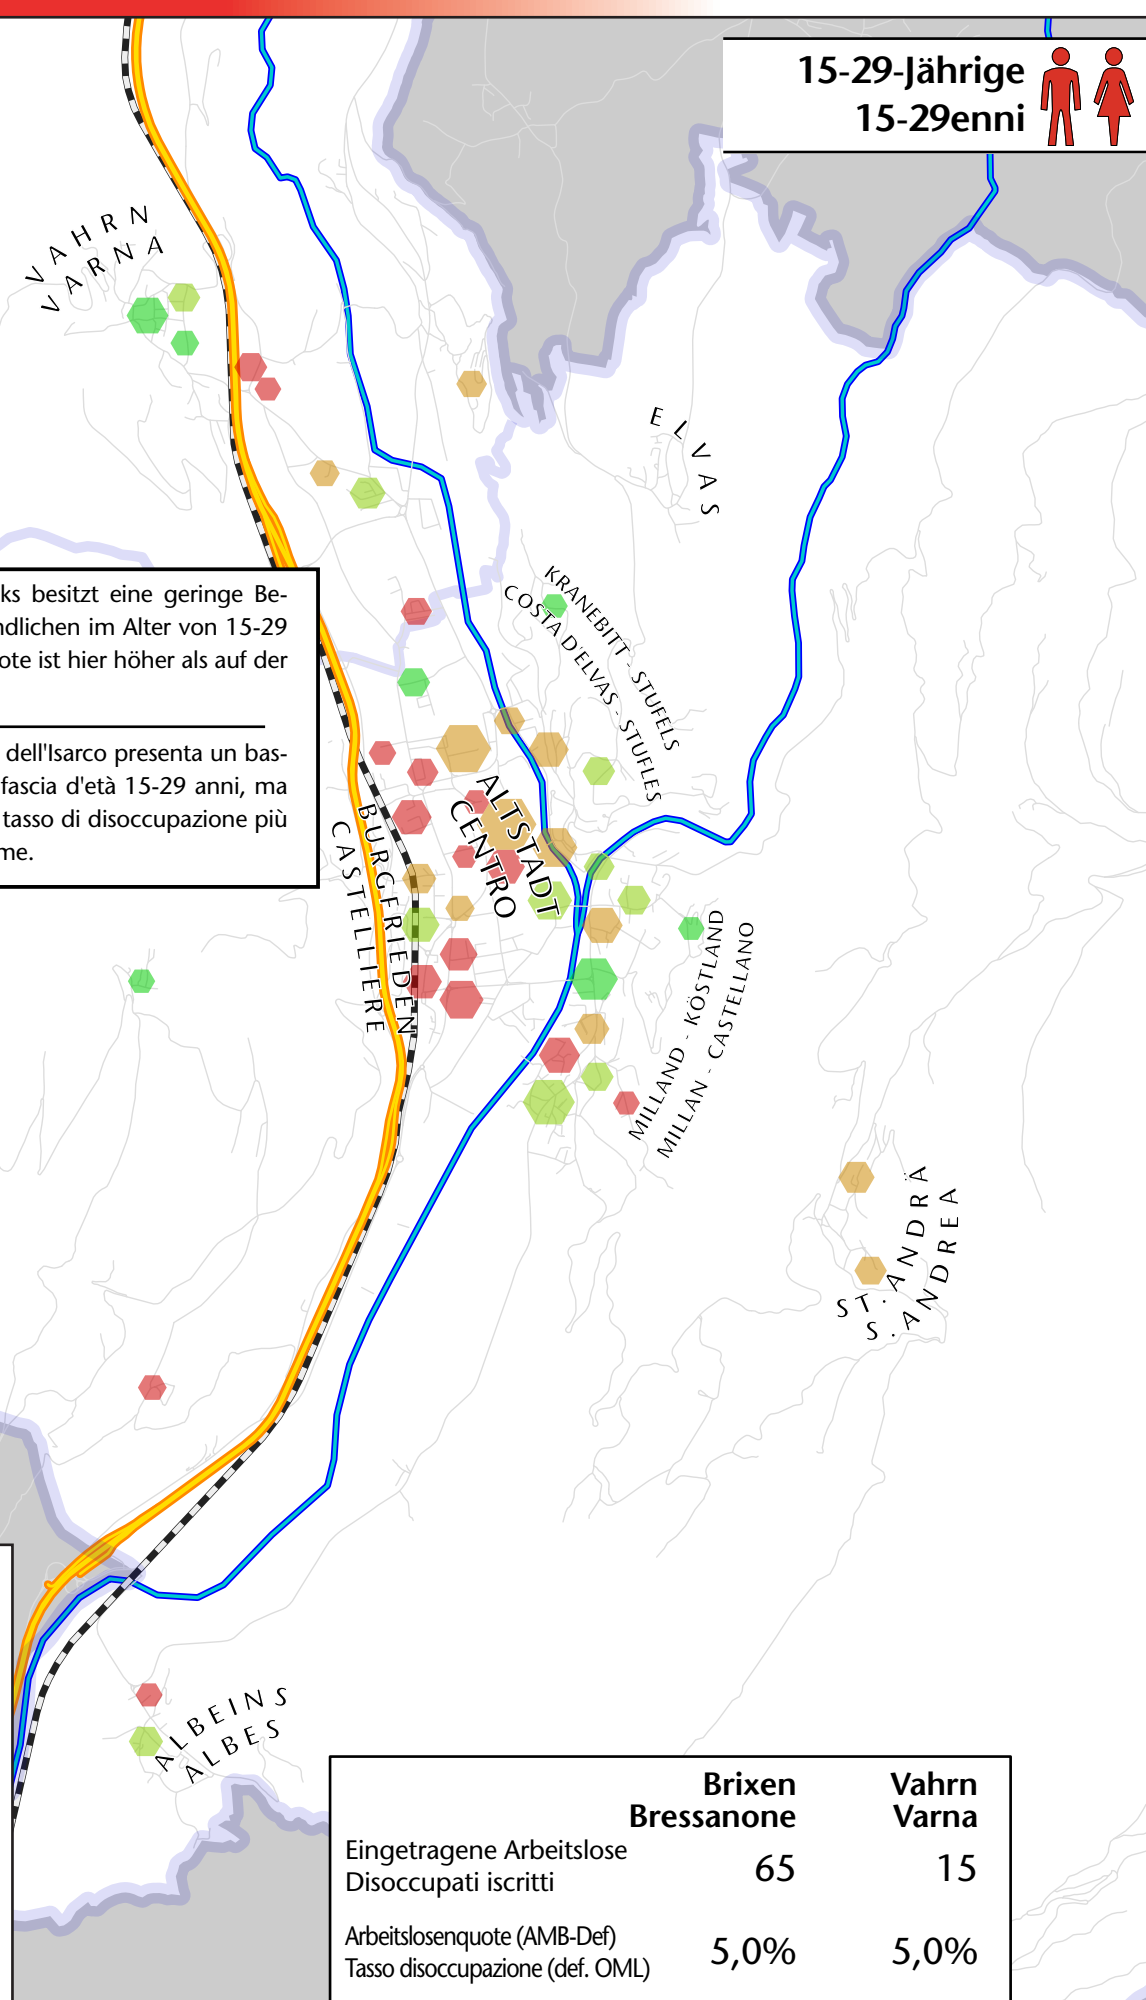 15-29-Jährige
15-29enni
VAHRN
VARNA
ELVAS
KRANEBITT - STUFELS
COSTA D'ELVAS - STUFLES
ks besitzt eine geringe Be-
ndlichen im Alter von 15-29
ote ist hier höher als auf der
dell'Isarco presenta un bas-
fascia d'età 15-29 anni, ma
tasso di disoccupazione più
me.
ALTSTADT
CENTRO
BURGFRIEDEN
CASTELLIERE
MILLAND - KÖSTLAND
MILLAN - CASTELLANO
ST. ANDRÄ
S. ANDREA
ALBEINS
ALBES
Brixen Vahrn
Bressanone Varna
Eingetragene Arbeitslose
Disoccupati iscritti 65 15
Arbeitslosenquote (AMB-Def)
Tasso disoccupazione (def. OML) 5,0% 5,0%